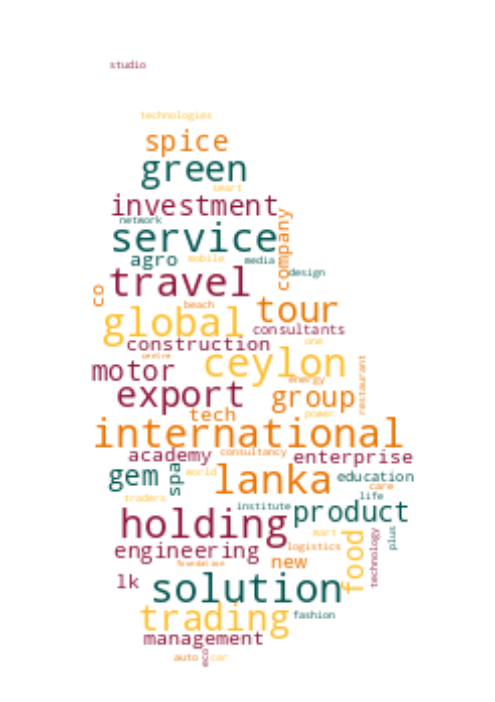 studio
technologies
spice
green
smart
investment
network
service
company
agro
mobile
media
design
travel
co
beach
tour
global
consultants
construction
one
centre
ceylon
motor
energy
restaurant
export
group
tech
power
international
academy
consultancy
enterprise
gem
spa
world
lanka
education
care
life
traders
institute
product
holding
mart
plus
engineering
logistics
food
technology
foundation
new
lk
solution
trading
fashion
management
auto
eco
car